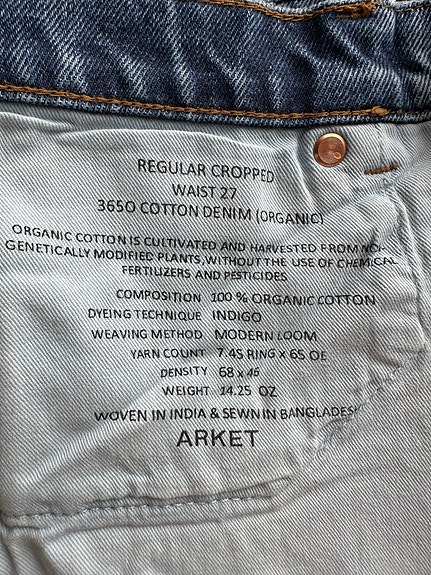 REGULAR CROPPED
WAIST 27
3650 COTTON DENIM (ORGANIC)
ORGANIC COTTON IS CULTIVATED AND HARVESTED FROM NON-
GENETICALLY MODIFIED PLANTS, WITHOUT THE USE OF CHEMICAL
FERTILIZERS AND PESTICIDES
COMPOSITION 100 % ORGANIC COTTON
DYEING TECHNIQUE INDIGO
WEAVING METHOD MODERN LOOM
YARN COUNT 7.45 RING x 65 OE
DENSITY 68 x 46
WEIGHT 14.25 OZ
WOVEN IN INDIA & SEWN IN BANGLADESH
ARKET